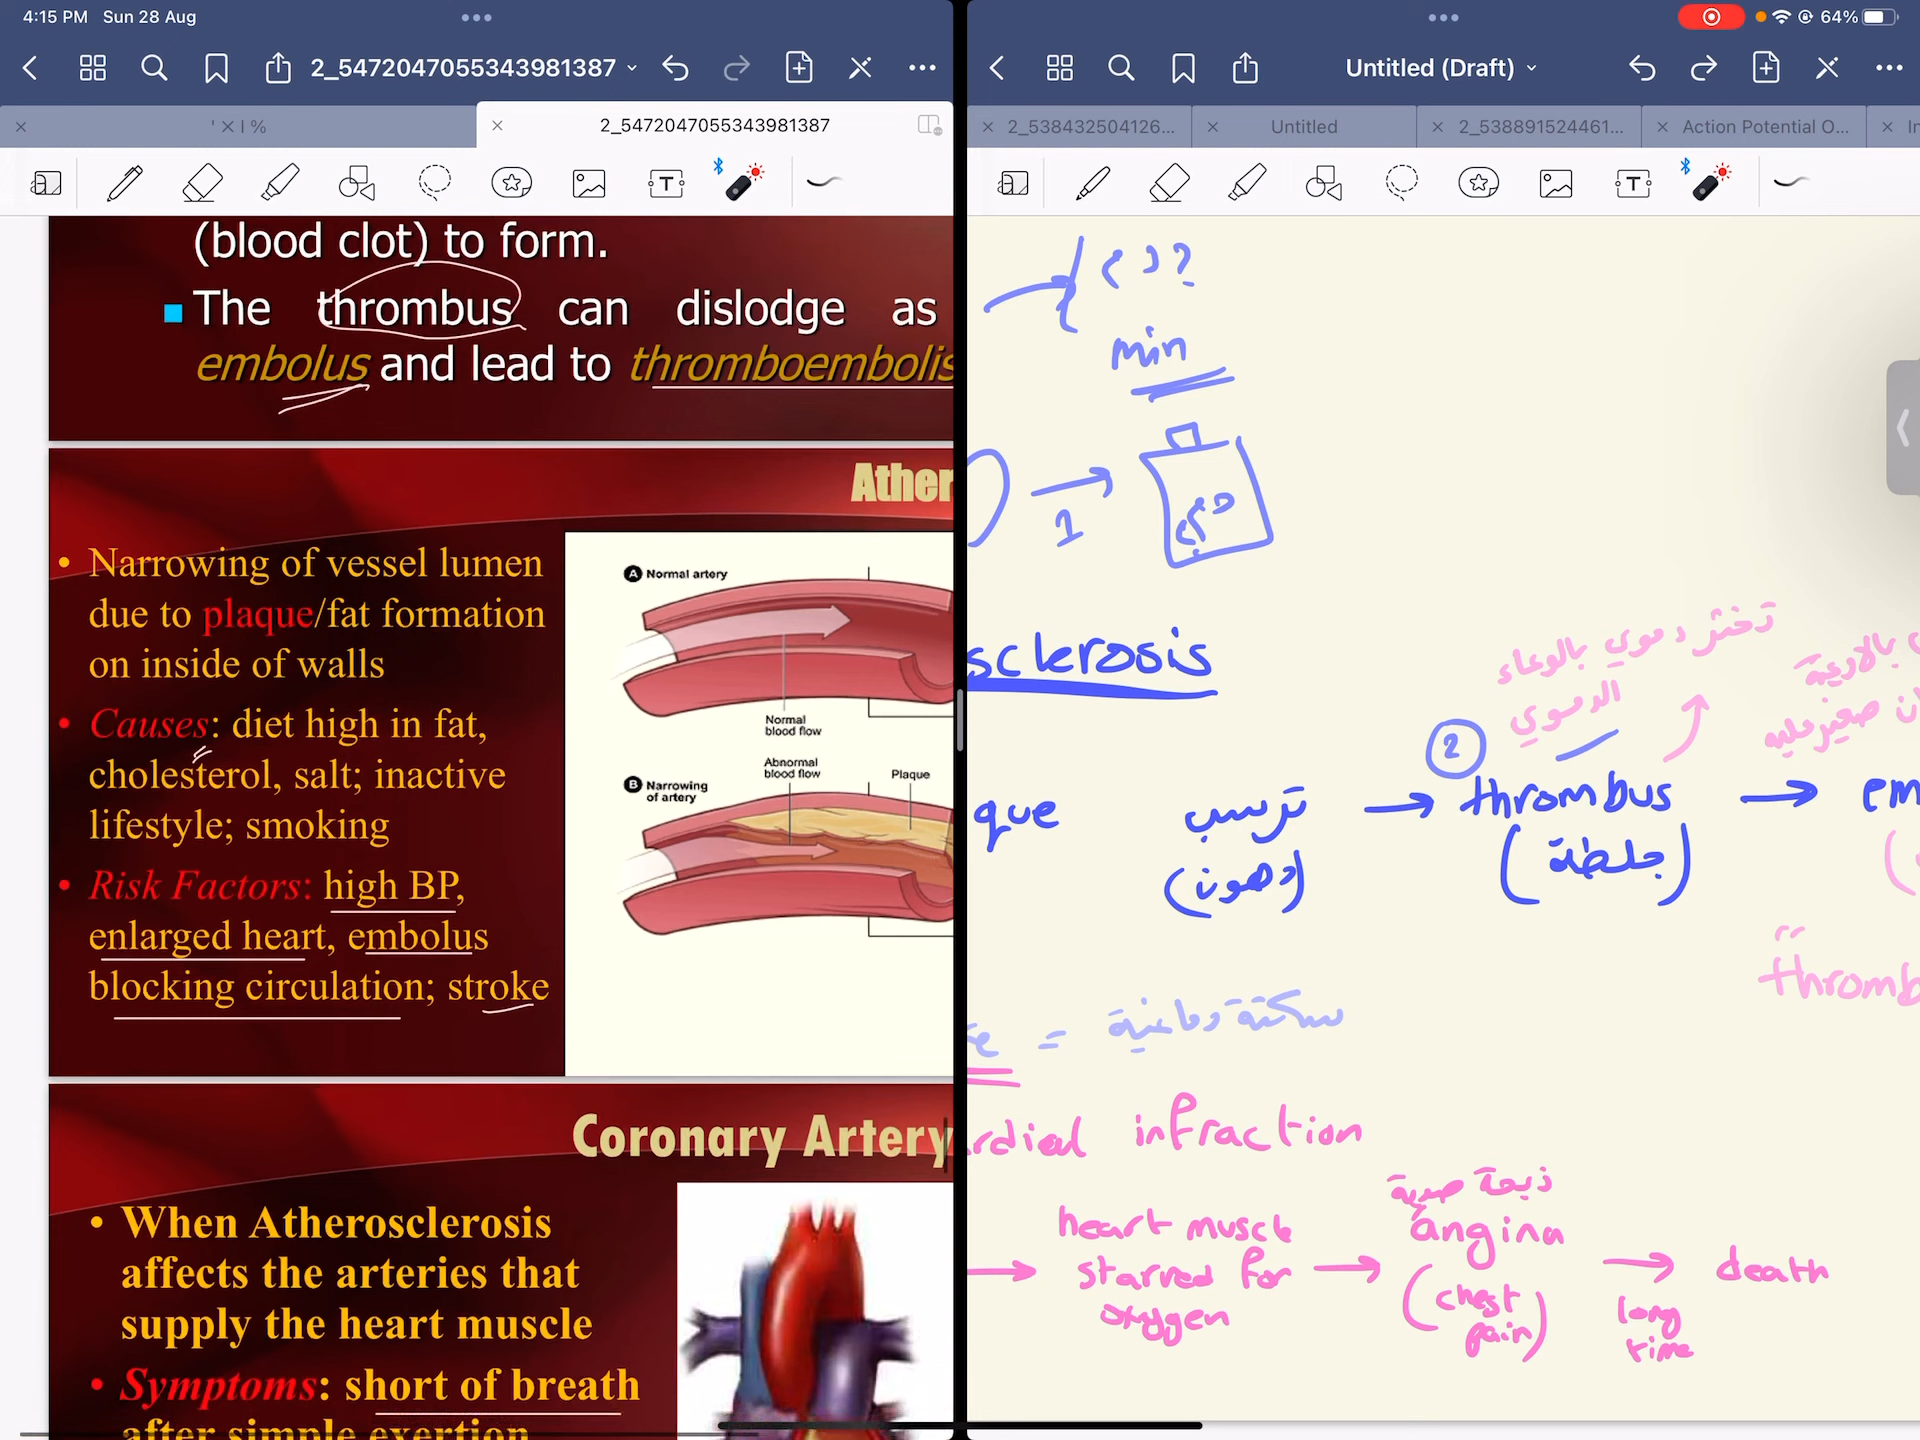 4:15 PM Sun 28 Aug
64%
2_5472047055343981387
Untitled (Draft)
2_5472047055343981387
2_538432504126...
Untitled
2_538891524461...
Action Potential O...
(blood clot) to form.
The thrombus can dislodge as
embolus and lead to thromboembolis
Ather
Narrowing of vessel lumen
due to plaque/fat formation
on inside of walls
Causes: diet high in fat,
cholesterol, salt; inactive
lifestyle; smoking
Risk Factors: high BP,
enlarged heart, embolus
blocking circulation; stroke
A Normal artery
Normal
blood flow
Abnormal
blood flow
Plaque
B Narrowing
of artery
Coronary Artery
When Atherosclerosis
affects the arteries that
supply the heart muscle
Symptoms: short of breath
after simple exertion
min
1
sclerosis
تخثر دموي بالوعاء
الدموي
2
que
ترسب
(دهون)
→ thrombus →
(جلطة)
em
thromb
= سكتة دماغية
rdial infraction
→ heart muscle
starved for
oxygen
→ ذبحة صدرية
angina
(chest
pain)
→ death
long
time